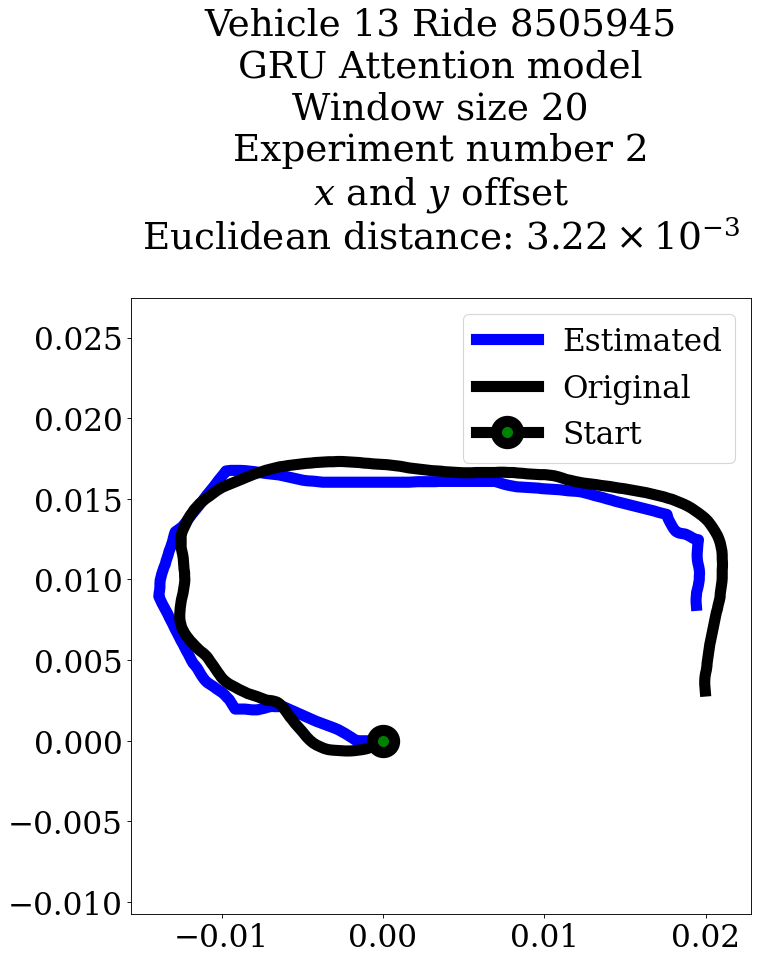 Vehicle 13 Ride 8505945
GRU Attention model
Window size 20
Experiment number 2
x and y offset
Euclidean distance: 3.22 × 10⁻³
Estimated
Original
Start
0.025
0.020
0.015
0.010
0.005
0.000
−0.005
−0.010
−0.01 0.00 0.01 0.02